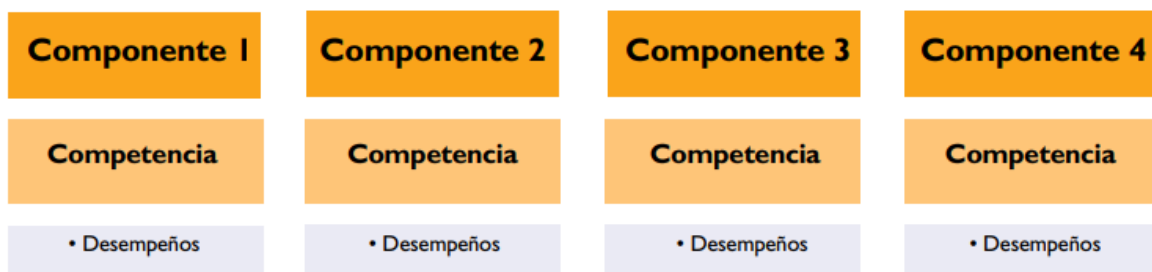 Componente 1
Componente 2
Componente 3
Componente 4
Competencia
Competencia
Competencia
Competencia
• Desempeños
• Desempeños
• Desempeños
• Desempeños